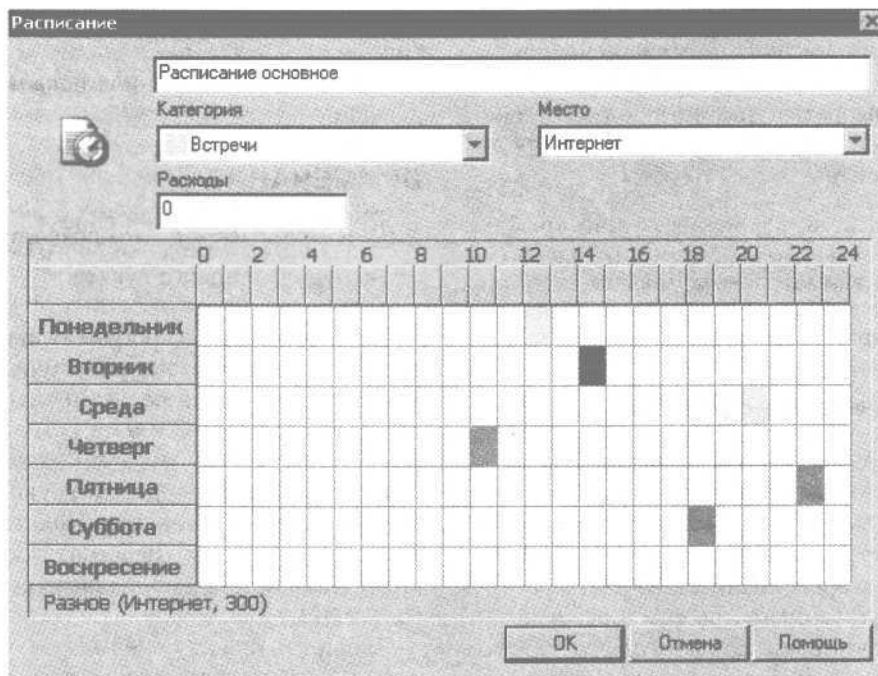 Расписание
Расписание основное
Категория
Место
Встречи
Интернет
Расходы
0
0 2 4 6 8 10 12 14 16 18 20 22 24
Понедельник
Вторник
Среда
Четверг
Пятница
Суббота
Воскресение
Разное (Интернет, 300)
OK
Отмена
Помощь